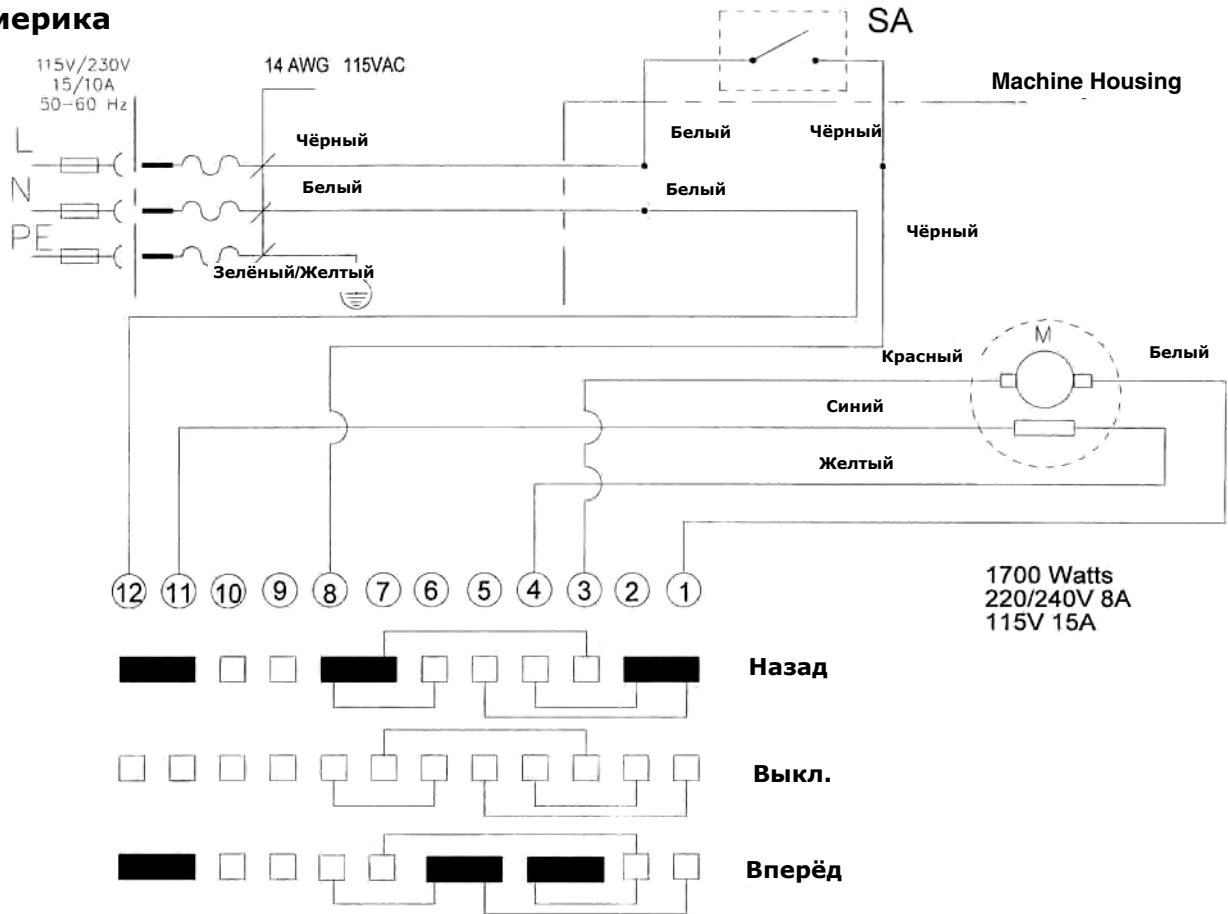 мерика
SA
115V/230V
15/10A
50-60 Hz
14 AWG 115VAC
Machine Housing
L
Чёрный
Белый
Чёрный
N
Белый
Белый
PE
Чёрный
Зелёный/Желтый
M
Красный
Белый
Синий
Желтый
12 11 10 9 8 7 6 5 4 3 2 1
1700 Watts
220/240V 8A
115V 15A
Назад
Выкл.
Вперёд